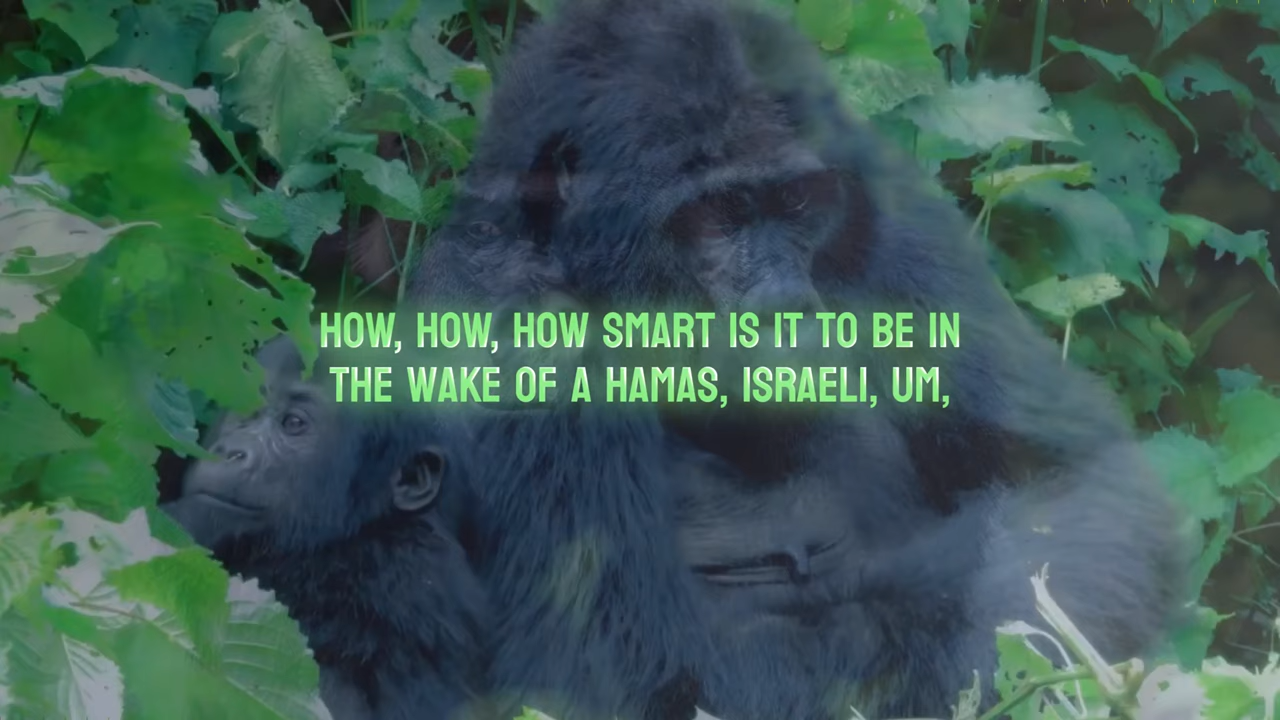 HOW, HOW, HOW SMART IS IT TO BE IN
THE WAKE OF A HAMAS, ISRAELI, UM,